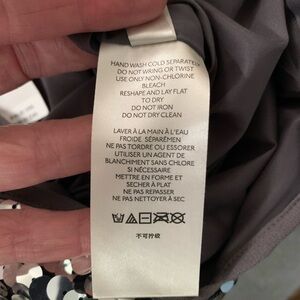 HAND WASH COLD SEPARATELY
DO NOT WRING OR TWIST
USE ONLY NON-CHLORINE
BLEACH
RESHAPE AND LAY FLAT
TO DRY
DO NOT IRON
DO NOT DRY CLEAN
LAVER À LA MAIN À L'EAU
FROIDE SÉPARÉMEN
NE PAS TORDRE OU ESSORER
UTILISER UN AGENT DE
BLANCHIMENT SANS CHLORE
SI NÉCESSAIRE
METTRE EN FORME ET
SÉCHER À PLAT
NE PAS REPASSER
NE PAS NETTOYER À SEC
不可拧绞